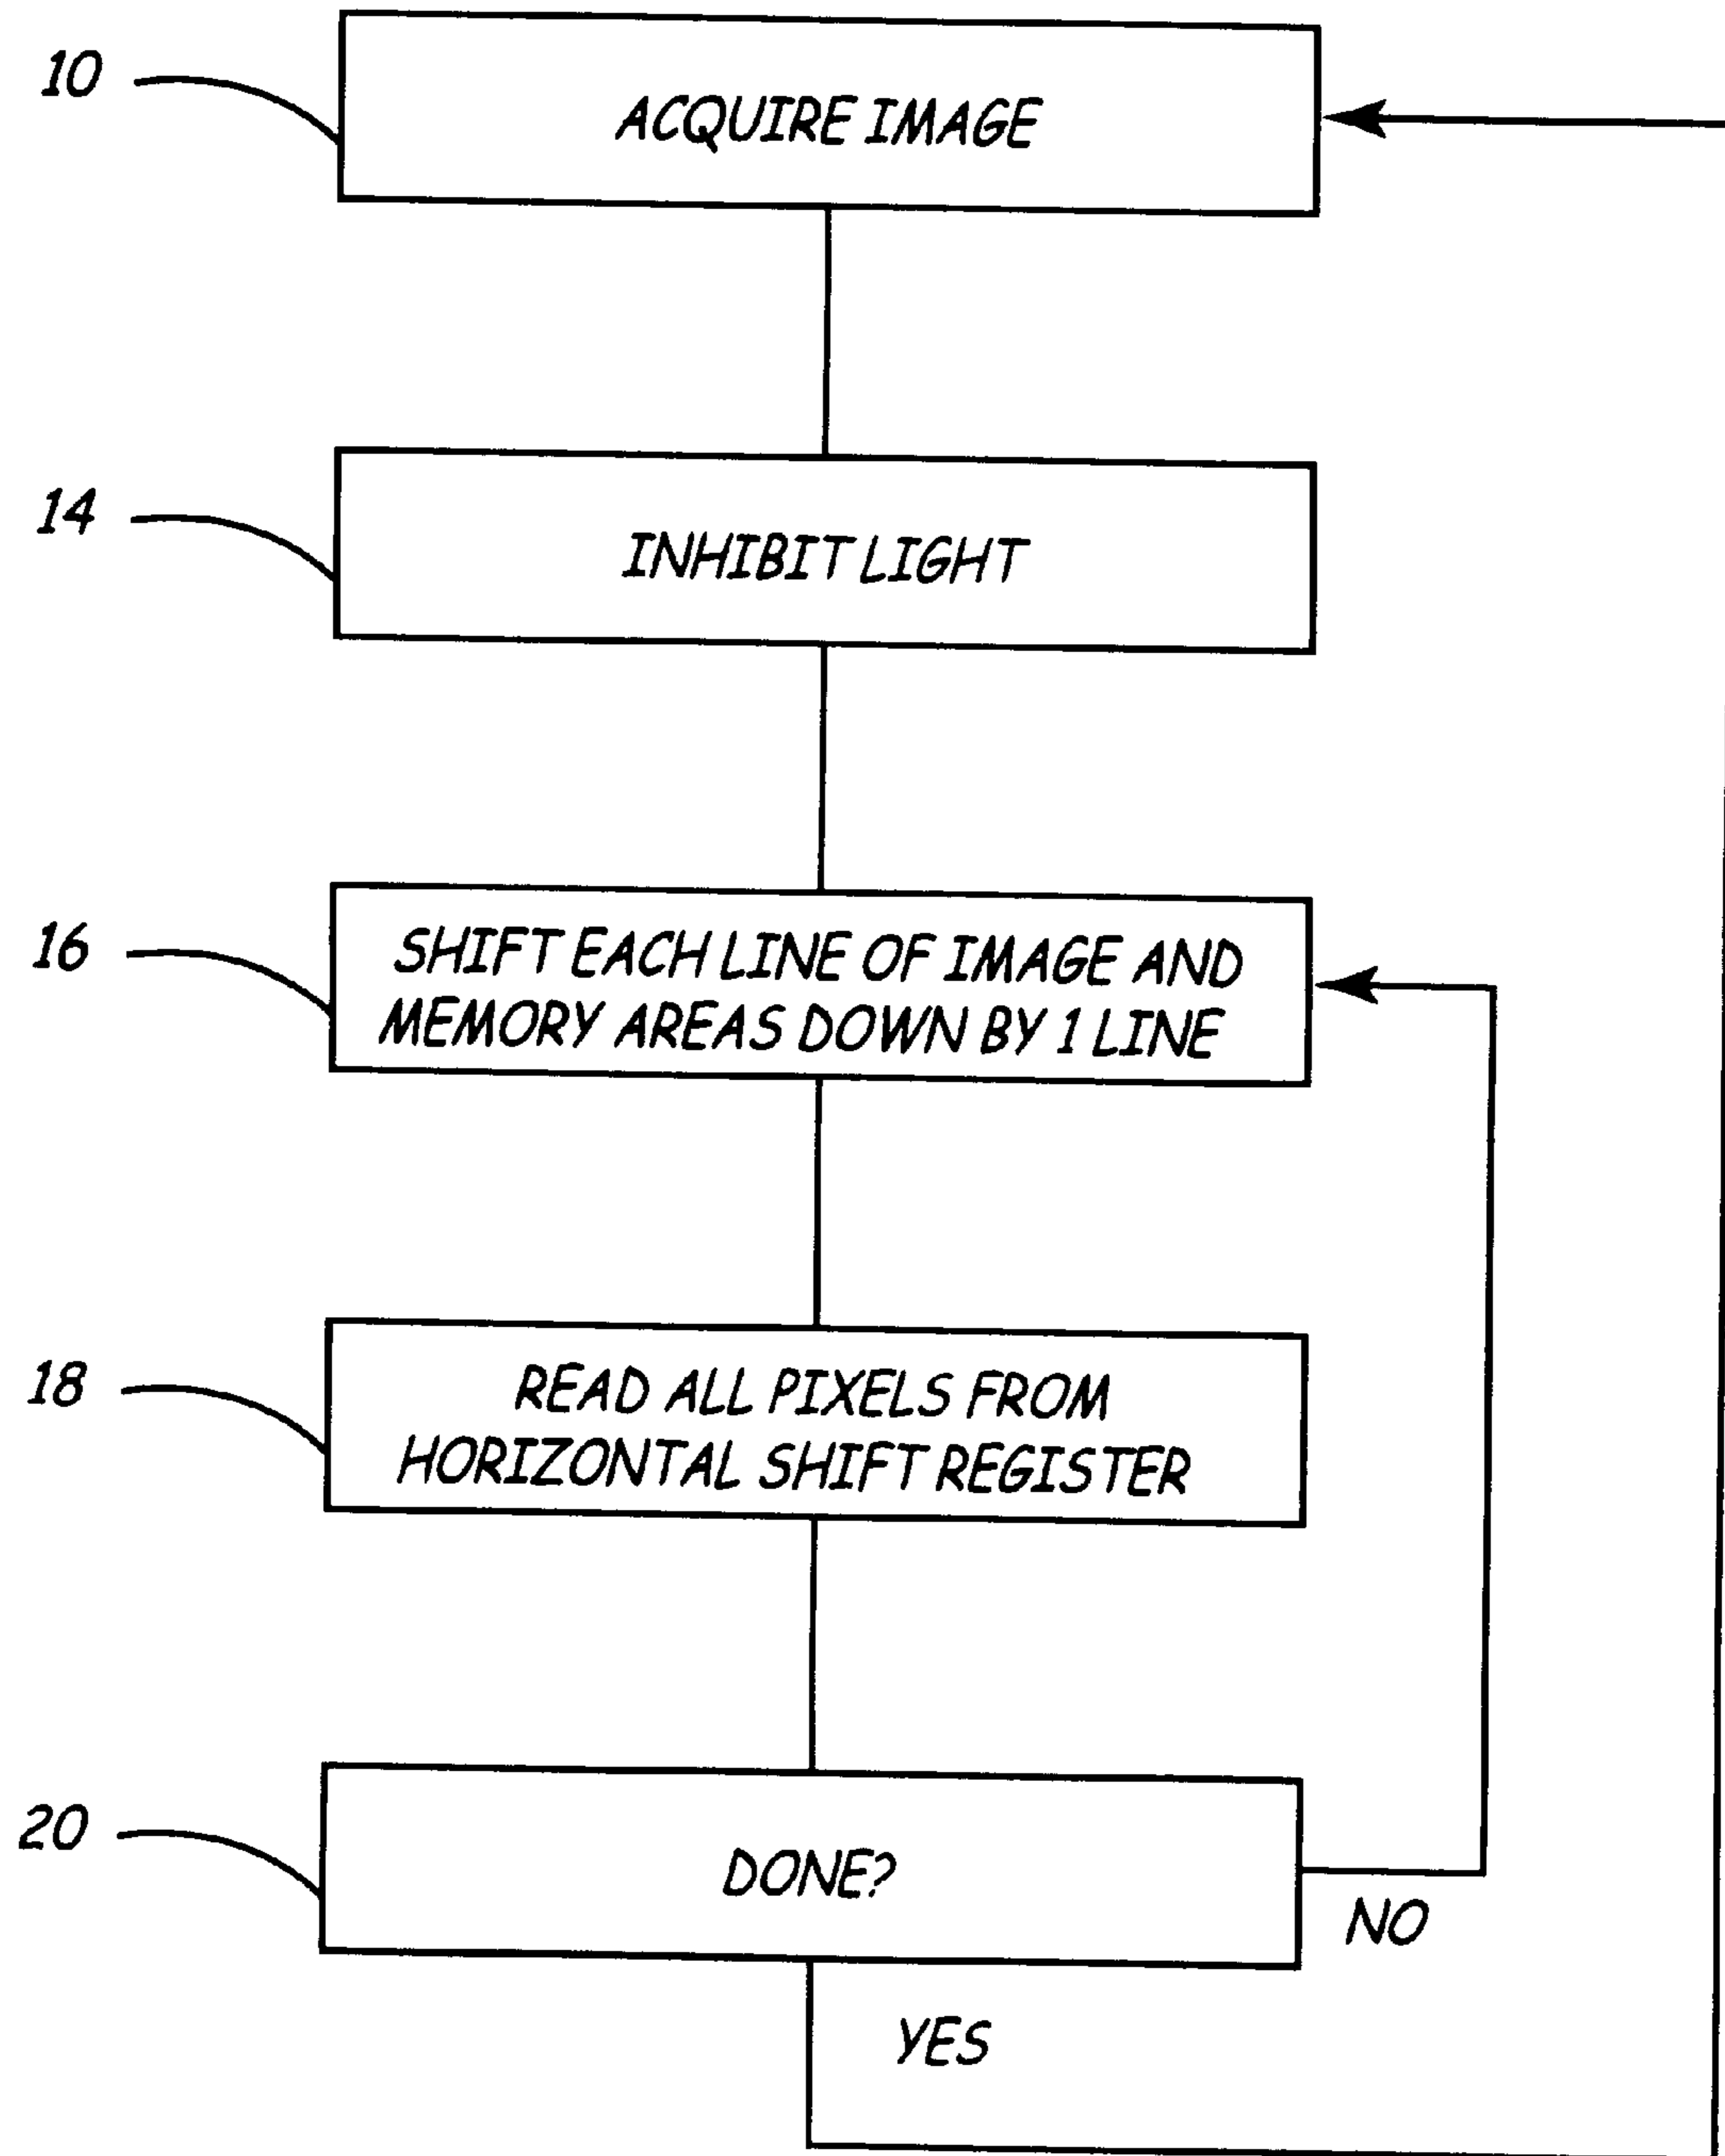 10
ACQUIRE IMAGE
14
INHIBIT LIGHT
16
SHIFT EACH LINE OF IMAGE AND
MEMORY AREAS DOWN BY 1 LINE
18
READ ALL PIXELS FROM
HORIZONTAL SHIFT REGISTER
20
DONE?
NO
YES